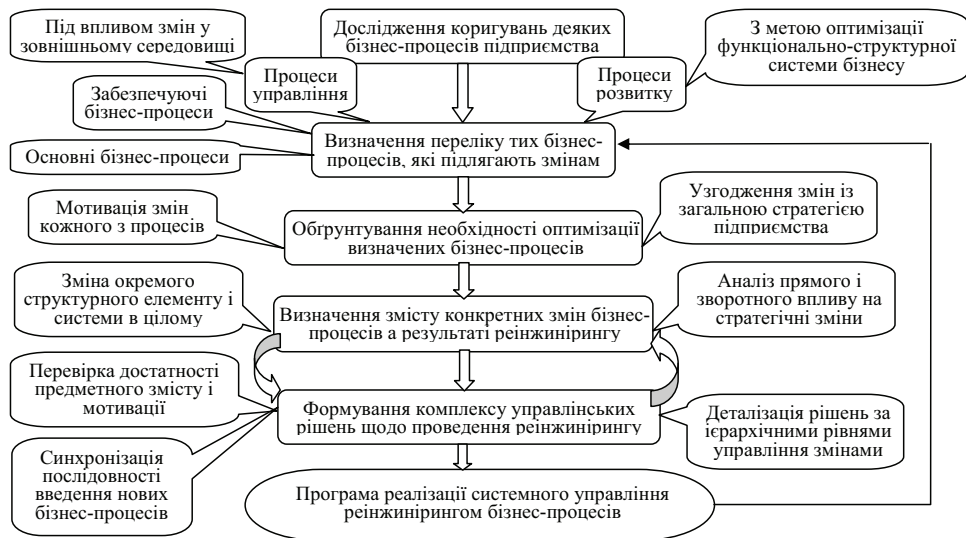 Під впливом змін у
зовнішньому середовищі
Дослідження коригувань деяких
бізнес-процесів підприємства
З метою оптимізації
функціонально-структурної
системи бізнесу
Процеси
управління
Процеси
розвитку
Забезпечуючі
бізнес-процеси
Основні бізнес-процеси
Визначення переліку тих бізнес-
процесів, які підлягають змінам
Мотивація змін
кожного з процесів
Обґрунтування необхідності оптимізації
визначених бізнес-процесів
Узгодження змін із
загальною стратегією
підприємства
Зміна окремого
структурного елементу і
системи в цілому
Визначення змісту конкретних змін бізнес-
процесів а результаті реінжинірингу
Аналіз прямого і
зворотного впливу на
стратегічні зміни
Перевірка достатності
предметного змісту і
мотивації
Формування комплексу управлінських
рішень щодо проведення реінжинірингу
Деталізація рішень за
ієрархічними рівнями
управління змінами
Синхронізація
послідовності
введення нових
бізнес-процесів
Програма реалізації системного управління
реінжинірингом бізнес-процесів